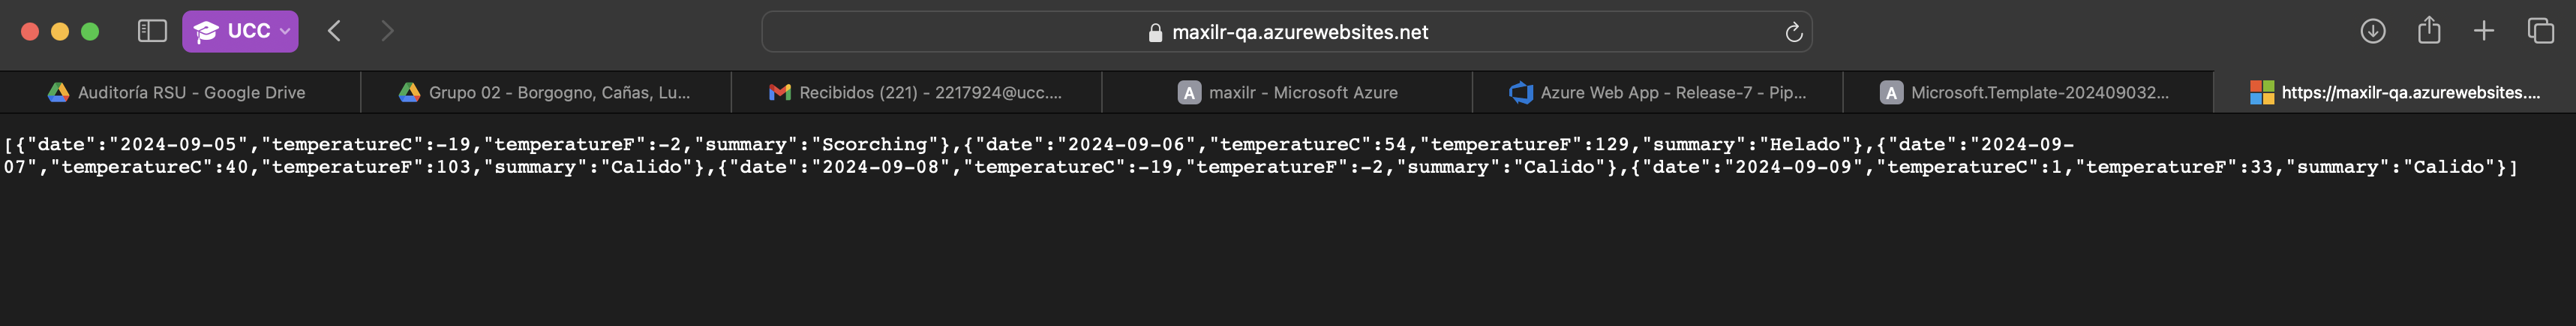 UCC
maxilr-qa.azurewebsites.net
Auditoría RSU - Google Drive
Grupo 02 - Borgogno, Cañas, Lu...
Recibidos (221) - 2217924@ucc....
A maxilr - Microsoft Azure
Azure Web App - Release-7 - Pip...
A Microsoft.Template-202409032...
https://maxilr-qa.azurewebsites....
[{"date":"2024-09-05","temperatureC":-19,"temperatureF":-2,"summary":"Scorching"},{"date":"2024-09-06","temperatureC":54,"temperatureF":129,"summary":"Helado"},{"date":"2024-09-
07","temperatureC":40,"temperatureF":103,"summary":"Calido"},{"date":"2024-09-08","temperatureC":-19,"temperatureF":-2,"summary":"Calido"},{"date":"2024-09-09","temperatureC":1,"temperatureF":33,"summary":"Calido"}]